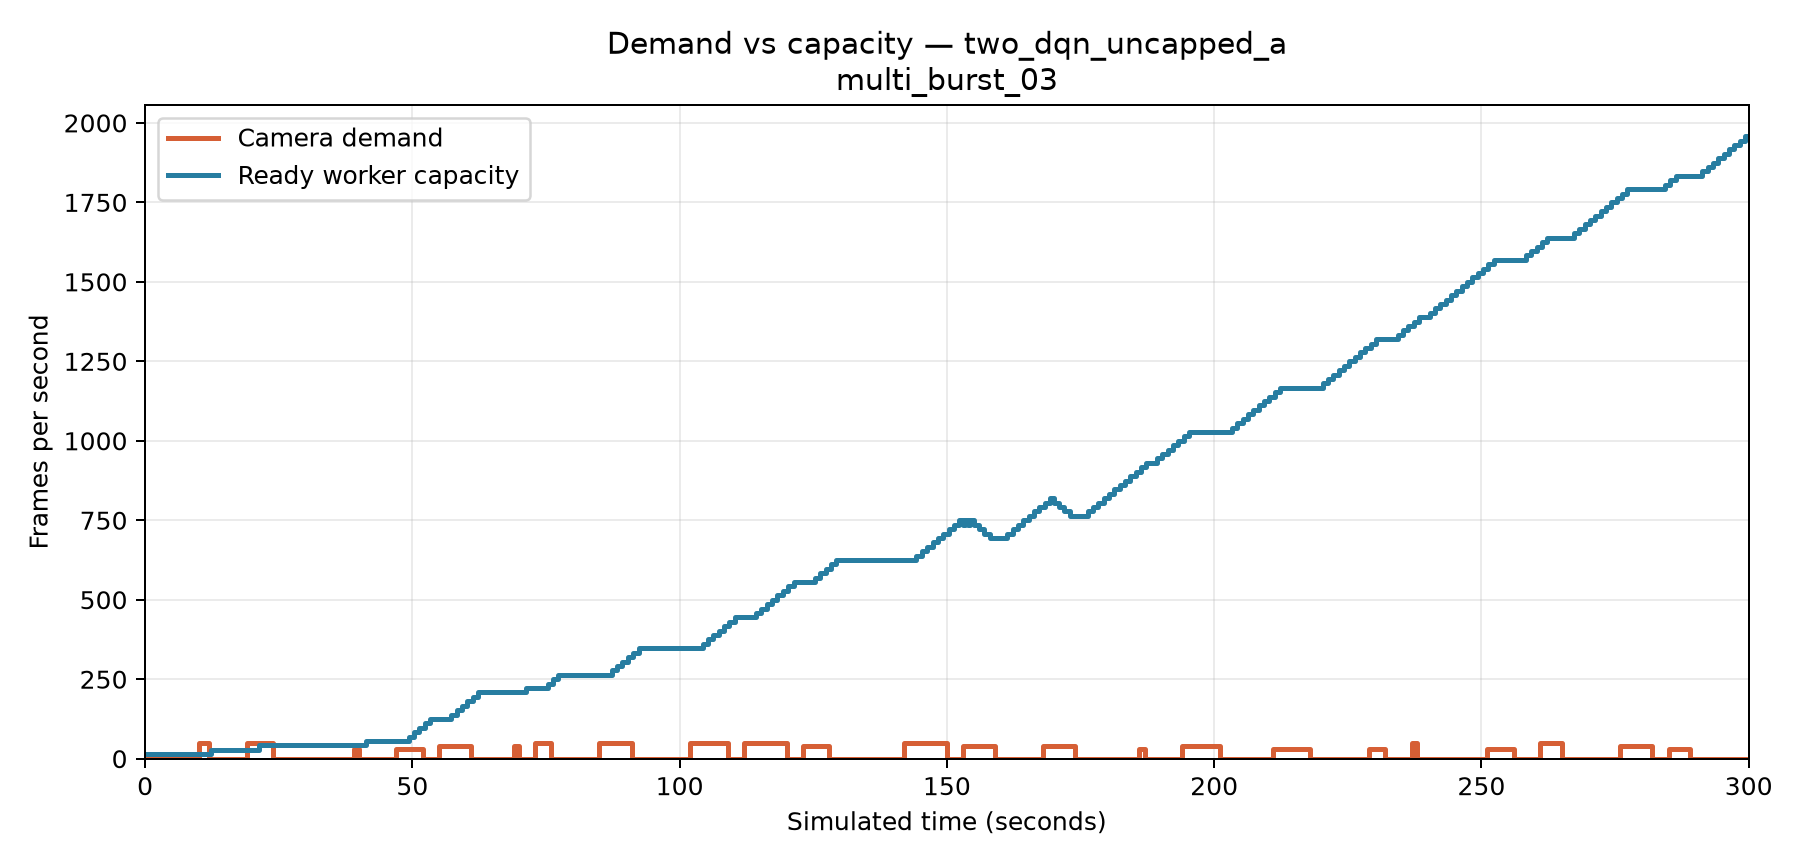 Demand vs capacity — two_dqn_uncapped_a
multi_burst_03
Camera demand
Ready worker capacity
Frames per second
2000
1750
1500
1250
1000
750
500
250
0
0
50
100
150
200
250
300
Simulated time (seconds)